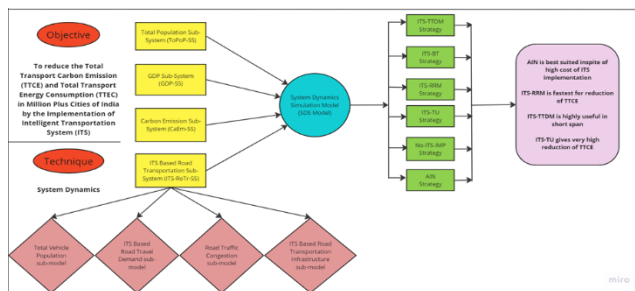 Objective
To reduce the Total
Transport Carbon Emission
(TTCE) and Total Transport
Energy Consumption (TTEC)
in Million Plus Cities of India
by the Implementation of
Intelligent Transportation
System (ITS)
Technique
System Dynamics
Total Population Sub-
System (ToPoP-SS)
GDP Sub-System
(GDP-SS)
Carbon Emission Sub-
System (CaEm-SS)
ITS Based Road
Transportation Sub-
System (ITS-RoTr-SS)
System Dynamics
Simulation Model
(SDS Model)
ITS-TTDM
Strategy
ITS-BT
Strategy
ITS-RRM
Strategy
ITS-TU
Strategy
No-ITS-IMP
Strategy
AIN
Strategy
AIN is best suited inspite of
high cost of ITS
implementation
ITS-RRM is fastest for reduction of
TTCE
ITS-TTDM is highly useful in
short span
ITS-TU gives very high
reduction of TTCE
Total Vehicle
Population sub-
model
ITS Based
Road Travel
Demand sub-
model
Road Traffic
Congestion
sub-model
ITS Based Road
Transportation
Infrastructure
sub-model
miro